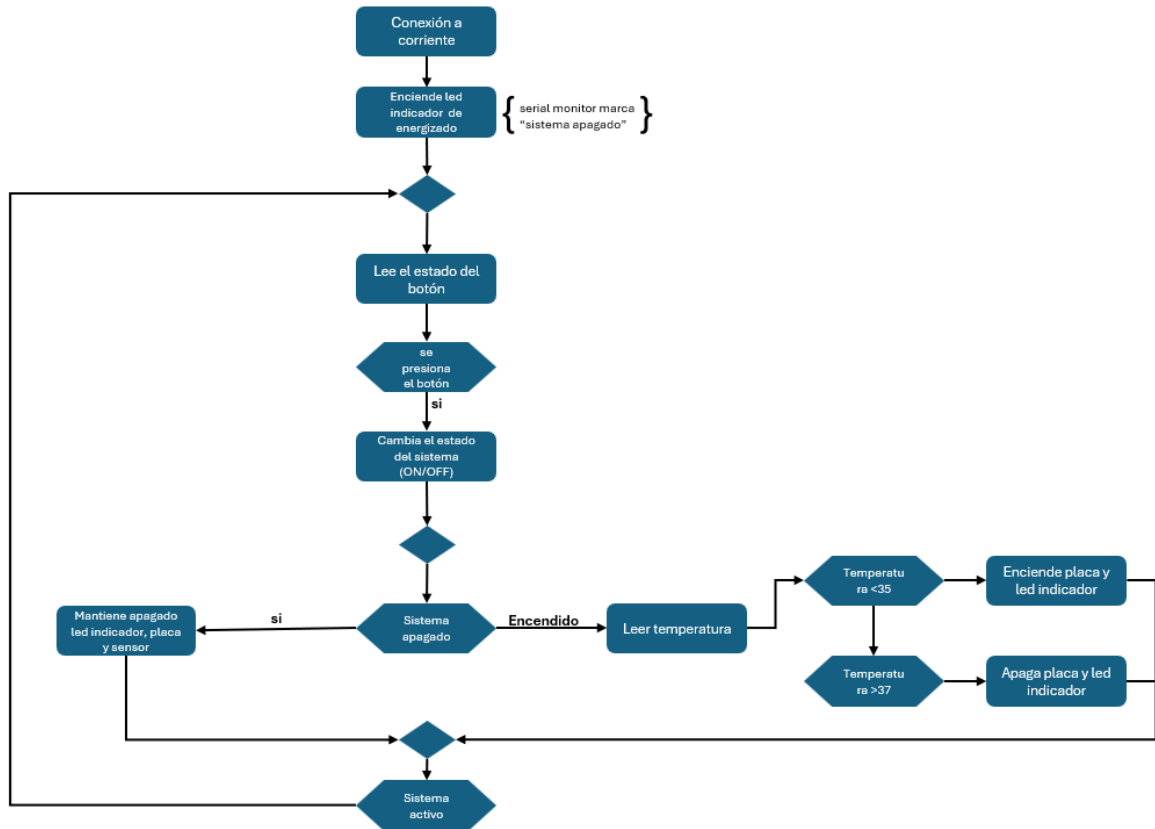 Conexión a
corriente
Enciende led
indicador de
energizado
serial monitor marca
“sistema apagado”
Lee el estado del
botón
se
presiona
el botón
si
Cambia el estado
del sistema
(ON/OFF)
Mantiene apagado
led indicador, placa
y sensor
si
Sistema
apagado
Encendido
Leer temperatura
Temperatu
ra <35
Enciende placa y
led indicador
Temperatu
ra >37
Apaga placa y led
indicador
Sistema
activo